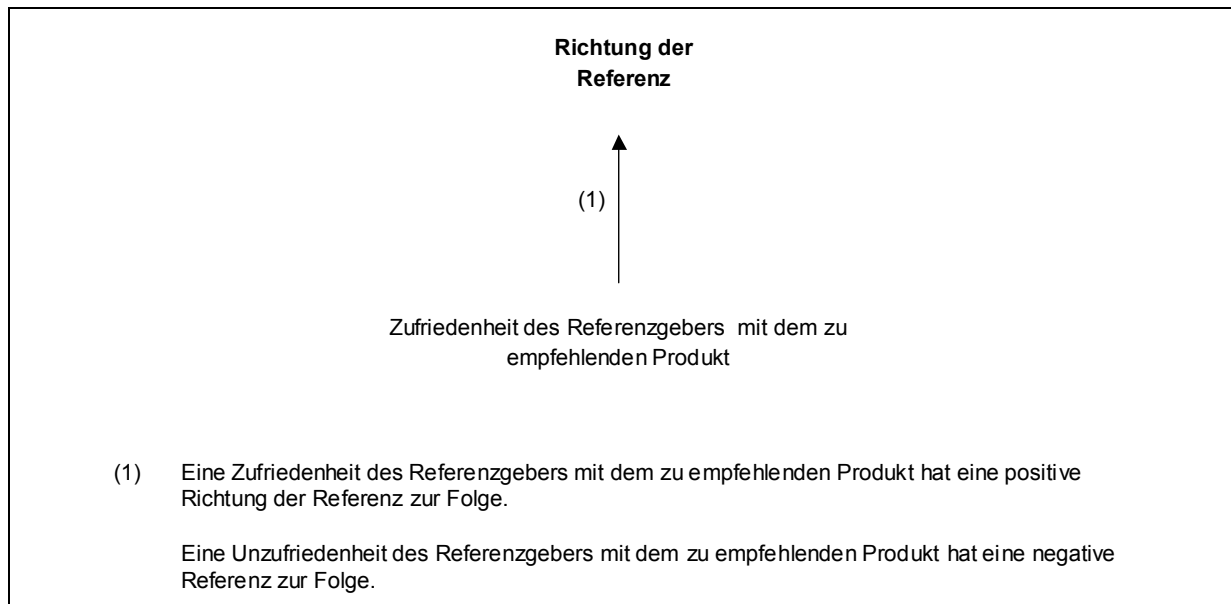 Richtung der
Referenz
(1)
Zufriedenheit des Referenzgebers mit dem zu
empfehlenden Produkt
(1) Eine Zufriedenheit des Referenzgebers mit dem zu empfehlenden Produkt hat eine positive
Richtung der Referenz zur Folge.
Eine Unzufriedenheit des Referenzgebers mit dem zu empfehlenden Produkt hat eine negative
Referenz zur Folge.